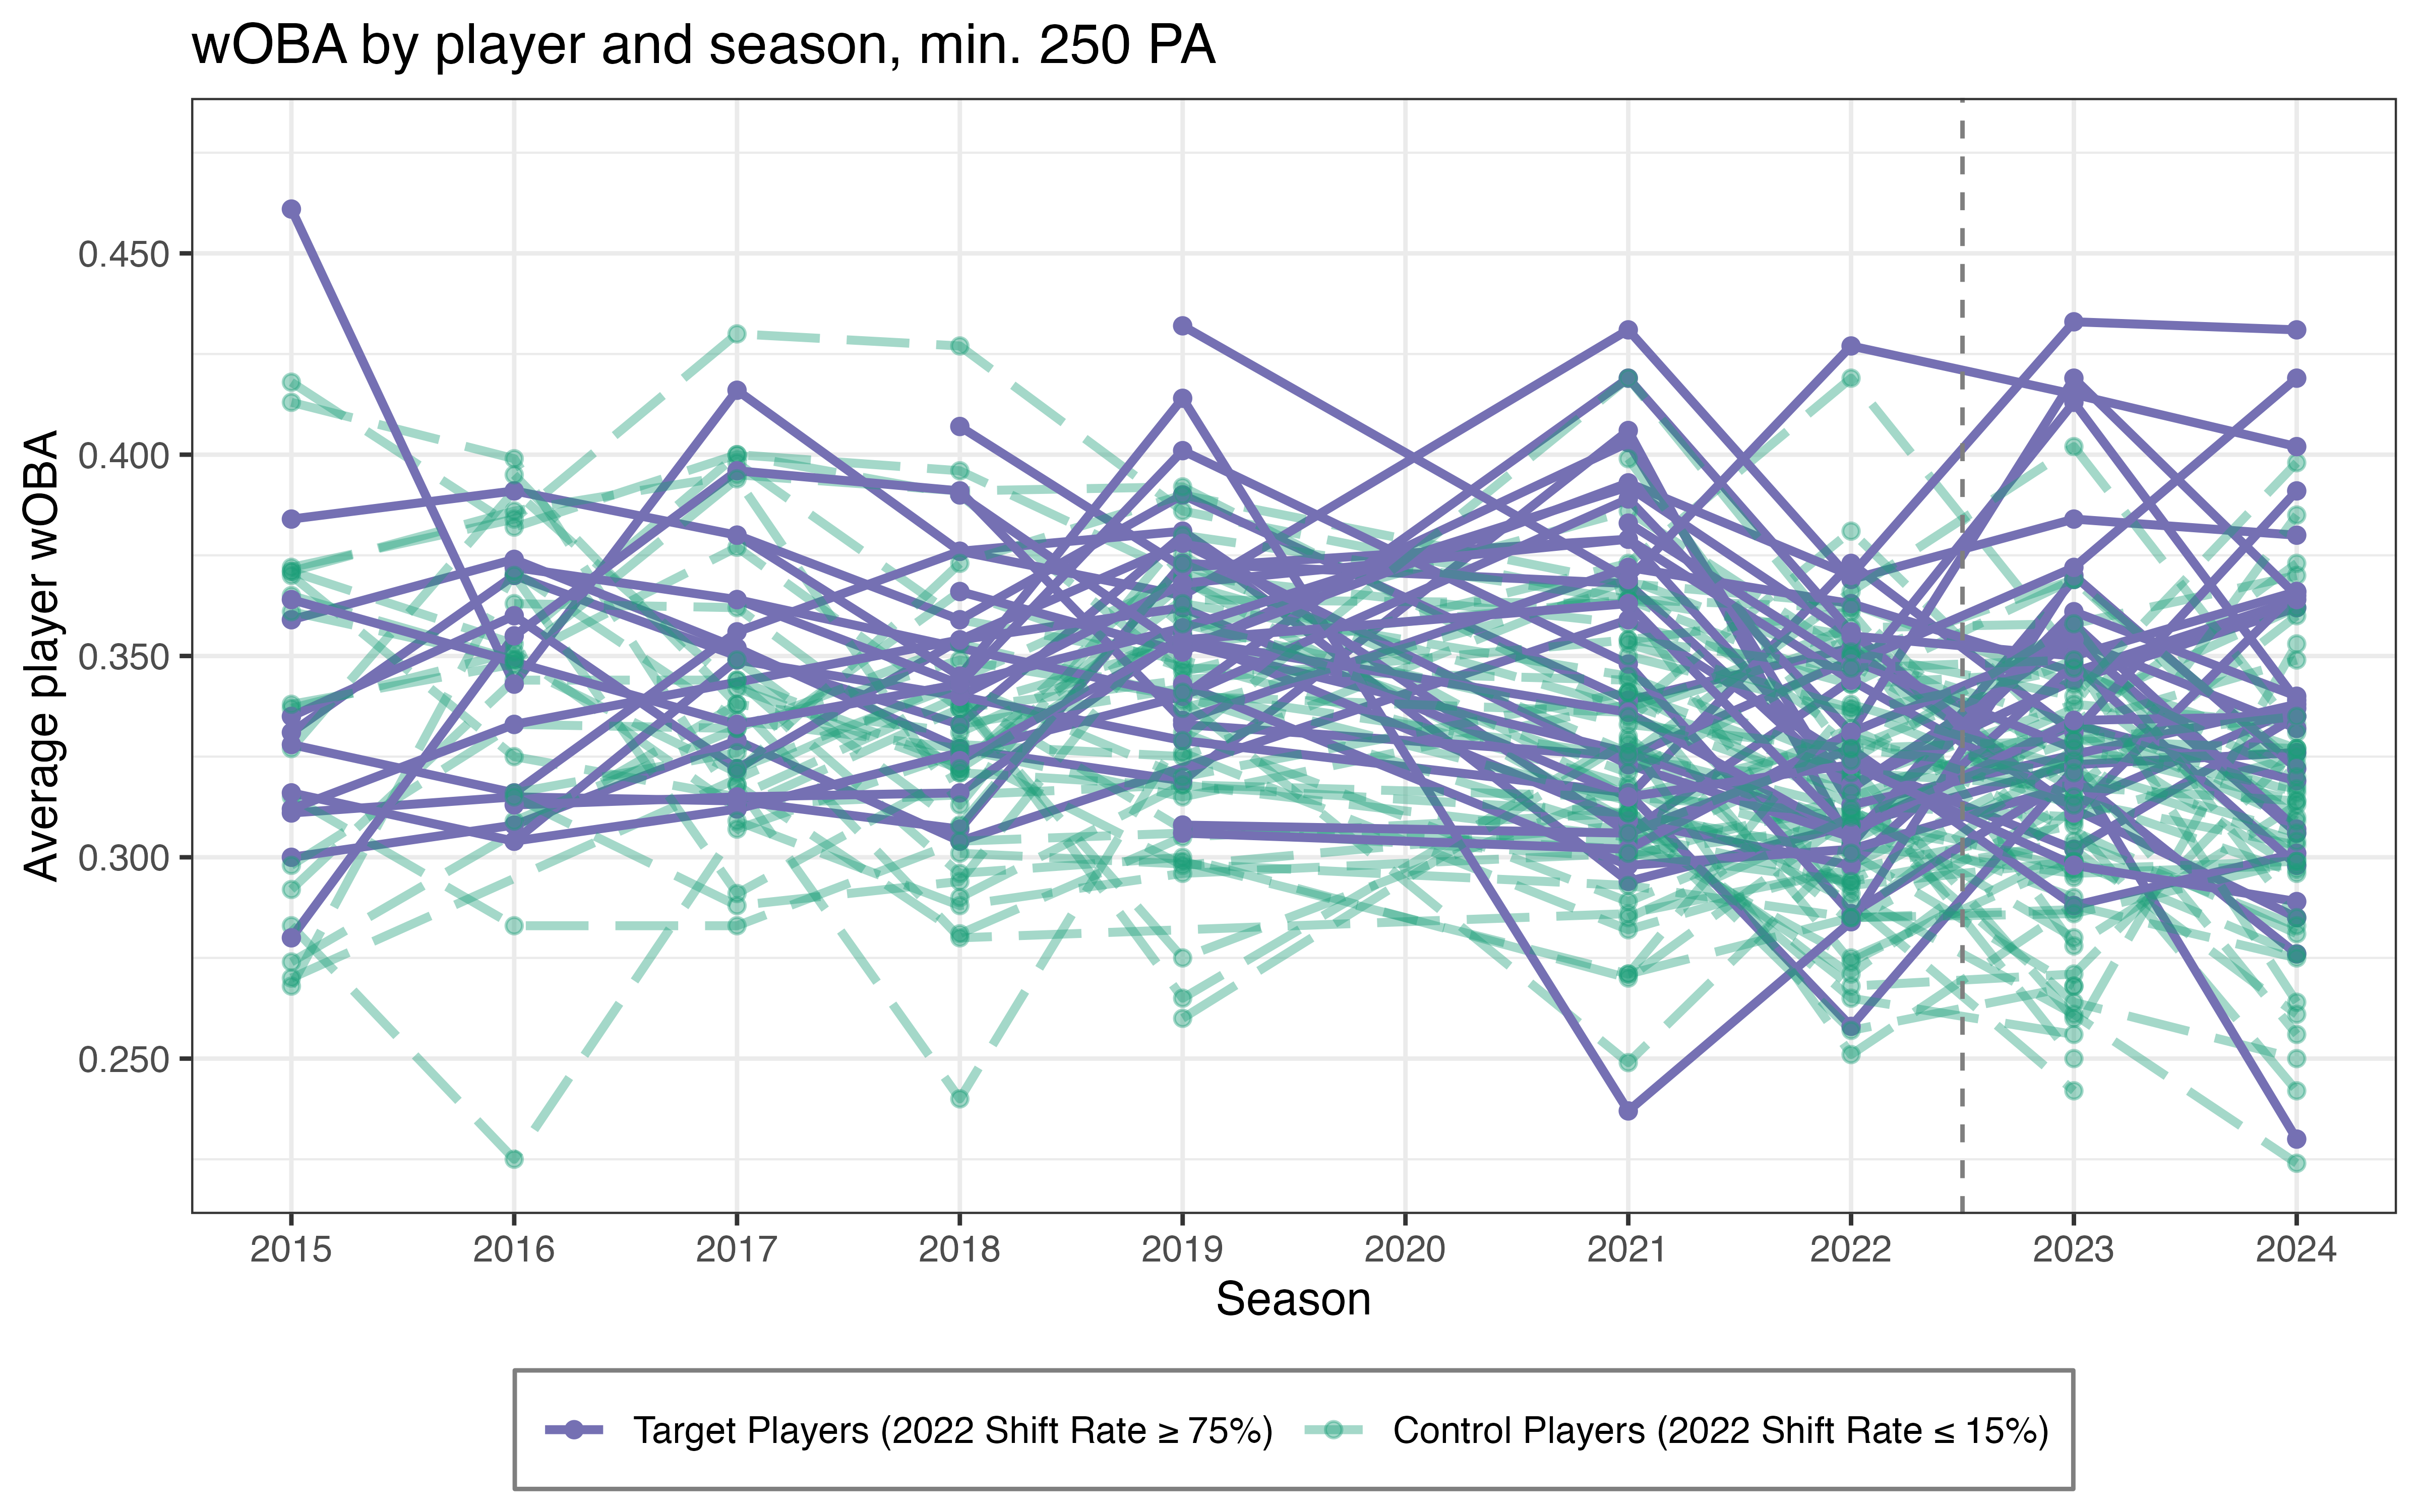 wOBA by player and season, min. 250 PA
Average player wOBA
0.450
0.400
0.350
0.300
0.250
2015 2016 2017 2018 2019 2020 2021 2022 2023 2024
Season
Target Players (2022 Shift Rate ≥ 75%) Control Players (2022 Shift Rate ≤ 15%)